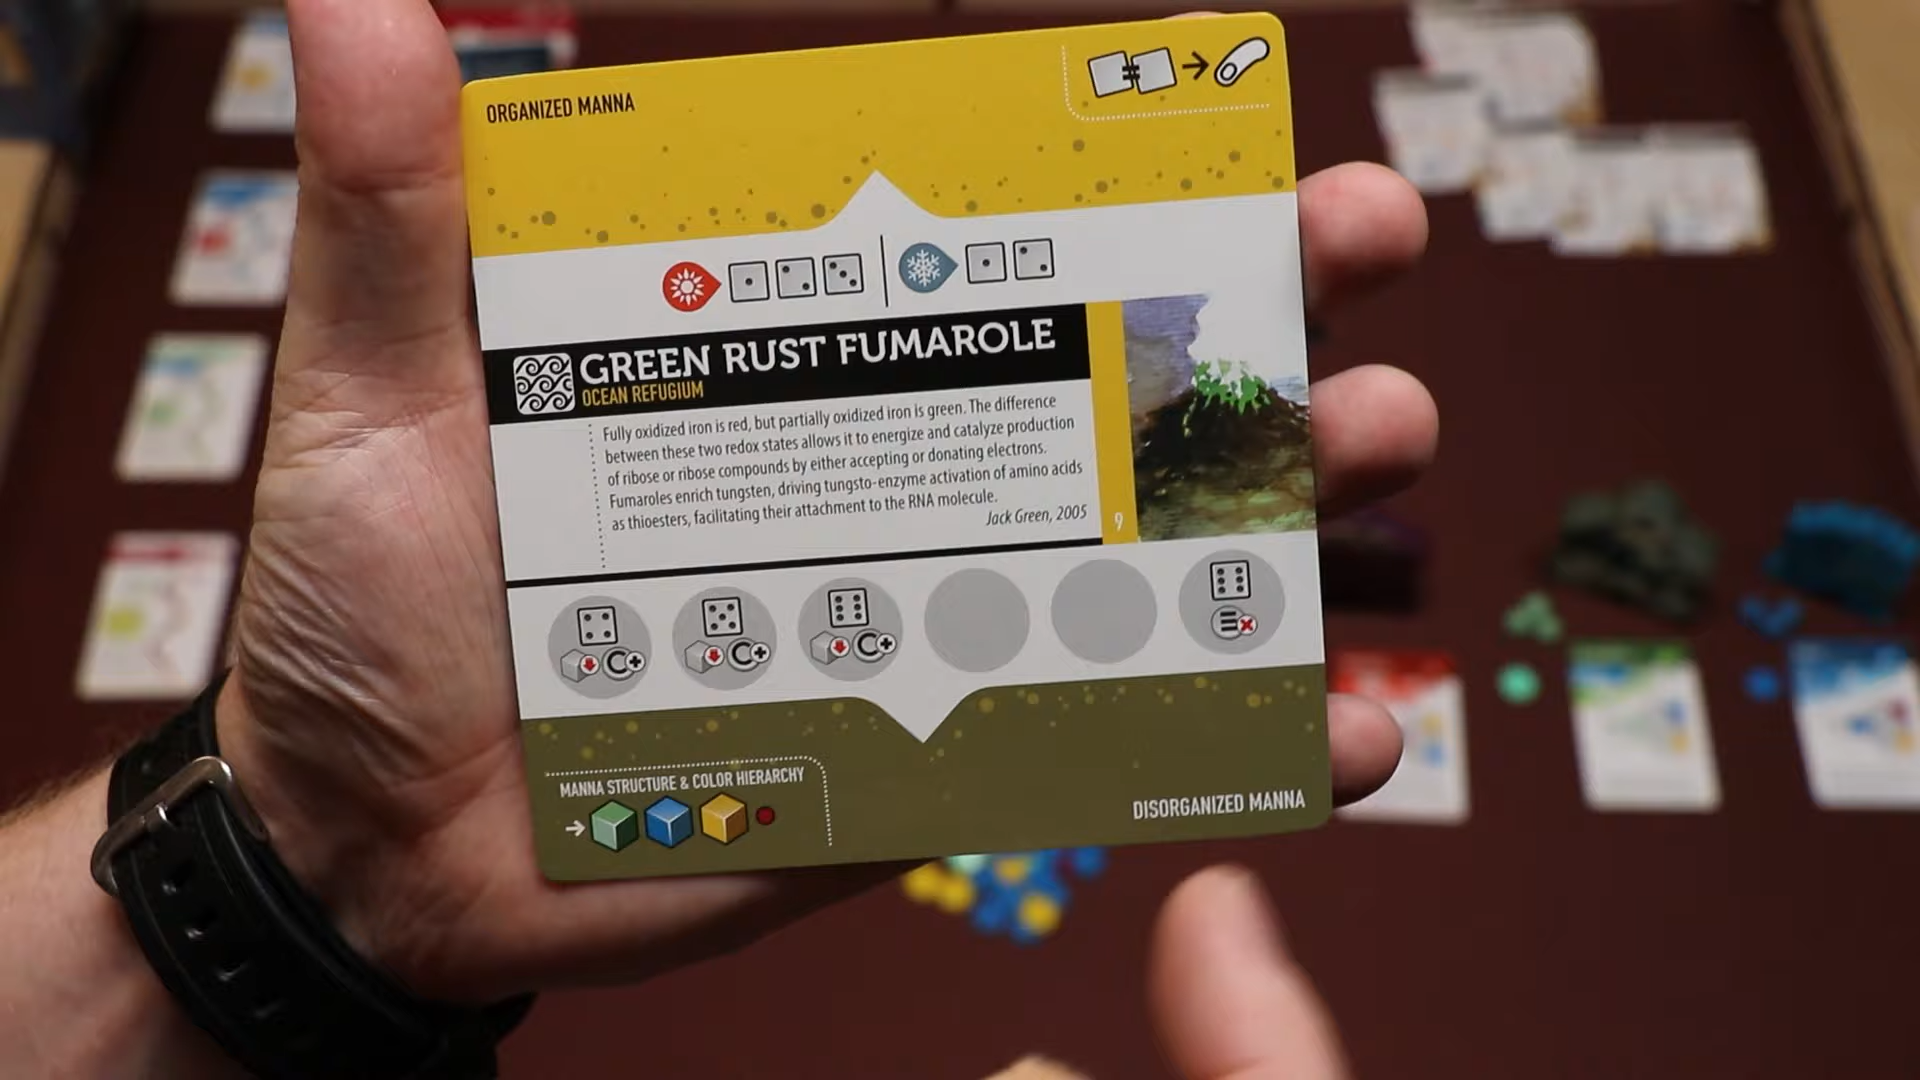 ORGANIZED MANNA
GREEN RUST FUMAROLE
OCEAN REFUGIUM
Fully oxidized iron is red, but partially oxidized iron is green. The difference
between these two redox states allows it to energize and catalyze production
of ribose or ribose compounds by either accepting or donating electrons.
Fumaroles enrich tungsten, driving tungsto-enzyme activation of amino acids
as thioesters, facilitating their attachment to the RNA molecule.
Jack Green, 2005
9
C+ C+ C+
MANNA STRUCTURE & COLOR HIERARCHY
DISORGANIZED MANNA